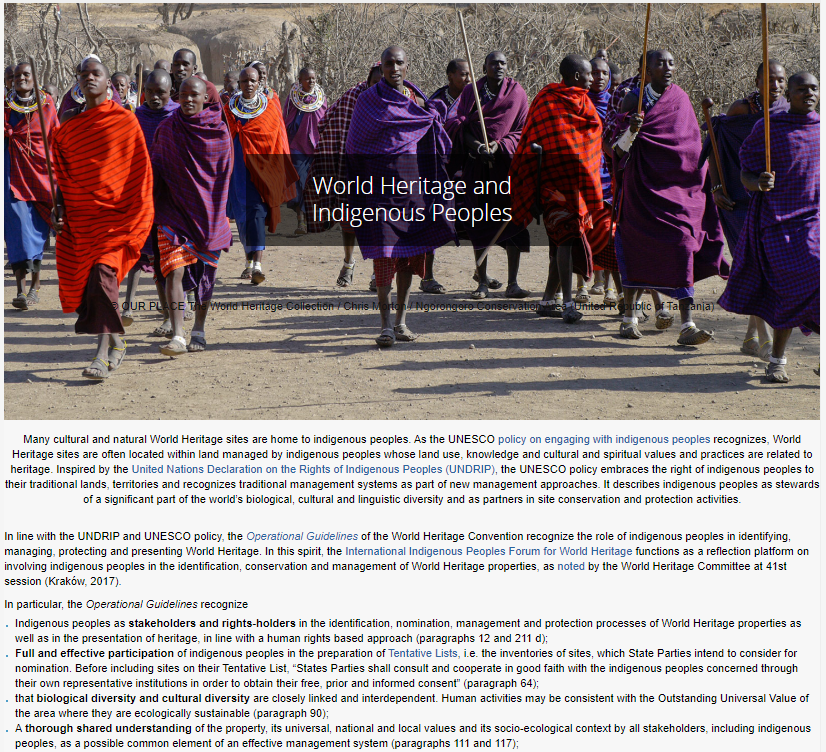 World Heritage and
Indigenous Peoples
© OUR PLACE The World Heritage Collection / Chris Morton / Ngorongoro Conservation Area (United Republic of Tanzania)
Many cultural and natural World Heritage sites are home to indigenous peoples. As the UNESCO policy on engaging with indigenous peoples recognizes, World
Heritage sites are often located within land managed by indigenous peoples whose land use, knowledge and cultural and spiritual values and practices are related to
heritage. Inspired by the United Nations Declaration on the Rights of Indigenous Peoples (UNDRIP), the UNESCO policy embraces the right of indigenous peoples to
their traditional lands, territories and recognizes traditional management systems as part of new management approaches. It describes indigenous peoples as stewards
of a significant part of the world's biological, cultural and linguistic diversity and as partners in site conservation and protection activities.
In line with the UNDRIP and UNESCO policy, the Operational Guidelines of the World Heritage Convention recognize the role of indigenous peoples in identifying,
managing, protecting and presenting World Heritage. In this spirit, the International Indigenous Peoples Forum for World Heritage functions as a reflection platform on
involving indigenous peoples in the identification, conservation and management of World Heritage properties, as noted by the World Heritage Committee at 41st
session (Kraków, 2017).
In particular, the Operational Guidelines recognize
Indigenous peoples as stakeholders and rights-holders in the identification, nomination, management and protection processes of World Heritage properties as
well as in the presentation of heritage, in line with a human rights based approach (paragraphs 12 and 211 d);
Full and effective participation of indigenous peoples in the preparation of Tentative Lists, i.e. the inventories of sites, which State Parties intend to consider for
nomination. Before including sites on their Tentative List, “States Parties shall consult and cooperate in good faith with the indigenous peoples concerned through
their own representative institutions in order to obtain their free, prior and informed consent” (paragraph 64);
that biological diversity and cultural diversity are closely linked and interdependent. Human activities may be consistent with the Outstanding Universal Value of
the area where they are ecologically sustainable (paragraph 90);
A thorough shared understanding of the property, its universal, national and local values and its socio-ecological context by all stakeholders, including indigenous
peoples, as a possible common element of an effective management system (paragraphs 111 and 117);